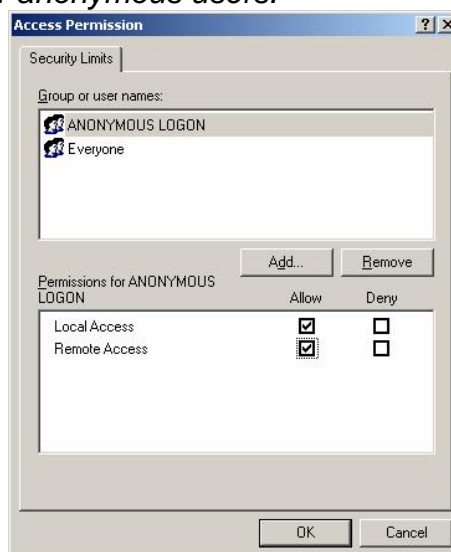 anonymous users.
Access Permission
Security Limits
Group or user names:
ANONYMOUS LOGON
Everyone
Add...
Remove
Permissions for ANONYMOUS
LOGON
Allow
Deny
Local Access
Remote Access
OK
Cancel